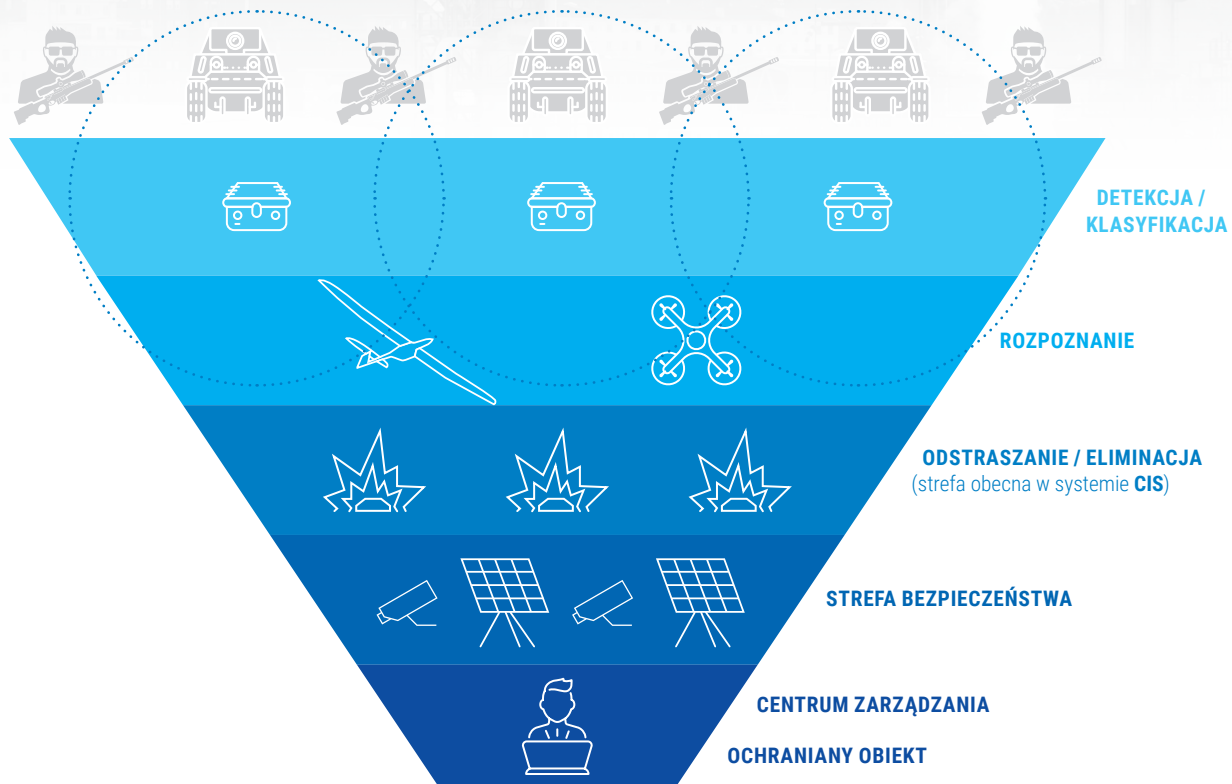 DETEKCJA /
KLASYFIKACJA
ROZPOZNANIE
ODSTRASZANIE / ELIMINACJA
(strefa obecna w systemie CIS)
STREFA BEZPIECZEŃSTWA
CENTRUM ZARZĄDZANIA
OCHRANIANY OBIEKT